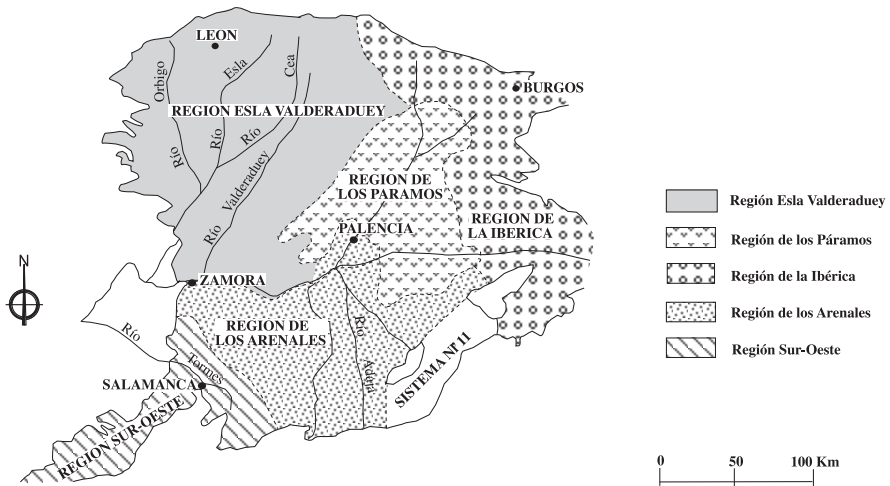 LEON
Orbigo
Esla
Cea
BURGOS
REGION ESLA VALDERADUEY
Río
Río
Río
Valderaduey
Río
REGION DE
LOS PARAMOS
REGION DE
LA IBERICA
PALENCIA
N
ZAMORA
Río
REGION DE
LOS ARENALES
Río
Adaja
Tormes
SALAMANCA
SISTEMA Nº 11
REGION SUR-OESTE
Región Esla Valderaduey
Región de los Páramos
Región de la Ibérica
Región de los Arenales
Región Sur-Oeste
0 50 100 Km